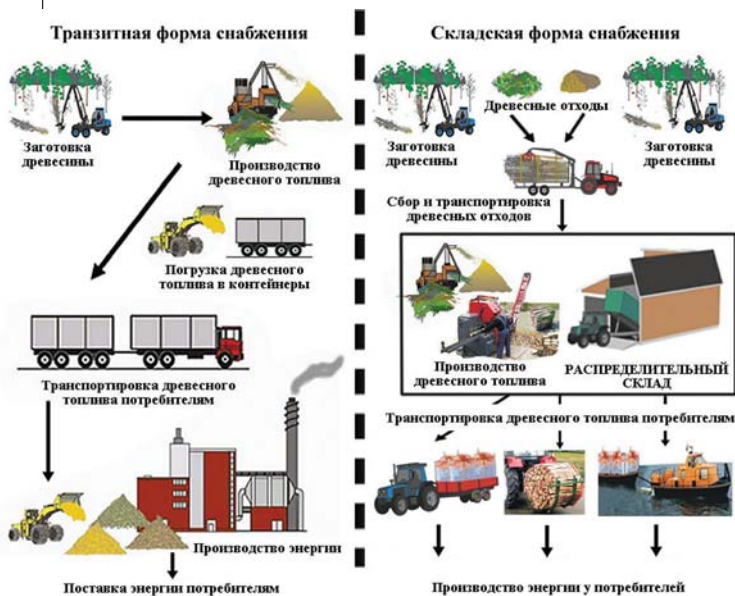 Транзитная форма снабжения
Заготовка
древесины
Производство
древесного топлива
Погрузка древесного
топлива в контейнеры
Транспортировка древесного
топлива потребителям
Производство энергии
Поставка энергии потребителям
Складская форма снабжения
Древесные отходы
Заготовка
древесины
Заготовка
древесины
Сбор и транспортировка
древесных отходов
Производство
древесного топлива
РАСПРЕДЕЛИТЕЛЬНЫЙ
СКЛАД
Транспортировка древесного топлива потребителям
Производство энергии у потребителей